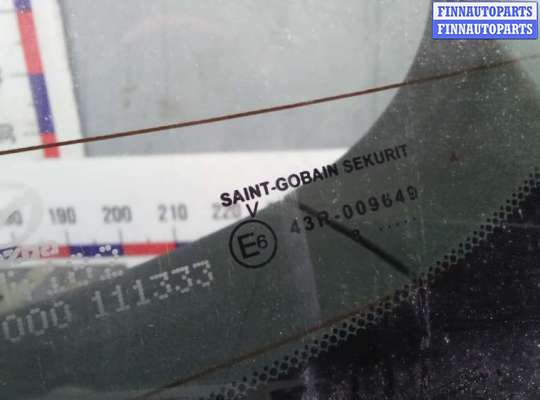 FINNAUTOPARTS
FINNAUTOPARTS
SAINT-GOBAIN SEKURIT
V
E6 43R-009649
190 200 210 220
000 111333